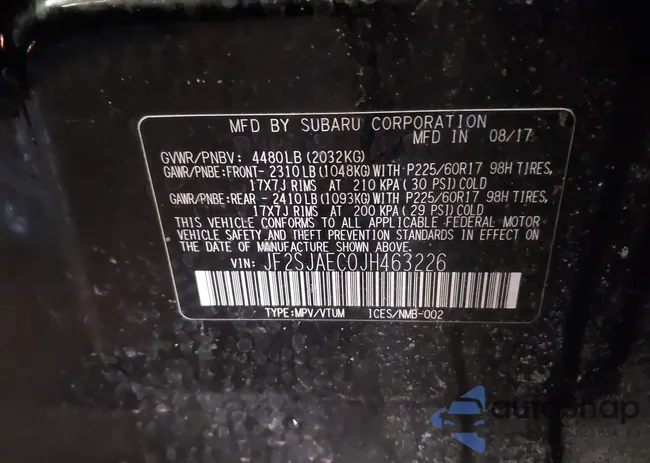 MFD BY SUBARU CORPORATION
MFD IN 08/17
GVWR/PNBV: 4480LB (2032KG)
GAWR/PNBE:FRONT-2310LB (1048KG) WITH P225/60R17 98H TIRES,
17X7J RIMS AT 210 KPA (30 PSI) COLD
GAWR/PNBE:REAR -2410LB (1093KG) WITH P225/60R17 98H TIRES,
17X7J RIMS AT 200 KPA (29 PSI) COLD
THIS VEHICLE CONFORMS TO ALL APPLICABLE FEDERAL MOTOR
VEHICLE SAFETY AND THEFT PREVENTION STANDARDS IN EFFECT ON
THE DATE OF MANUFACTURE SHOWN ABOVE.
VIN: JF2SJAEC0JH463226
TYPE:MPV/VTUM ICES/NMB-002
autosnap